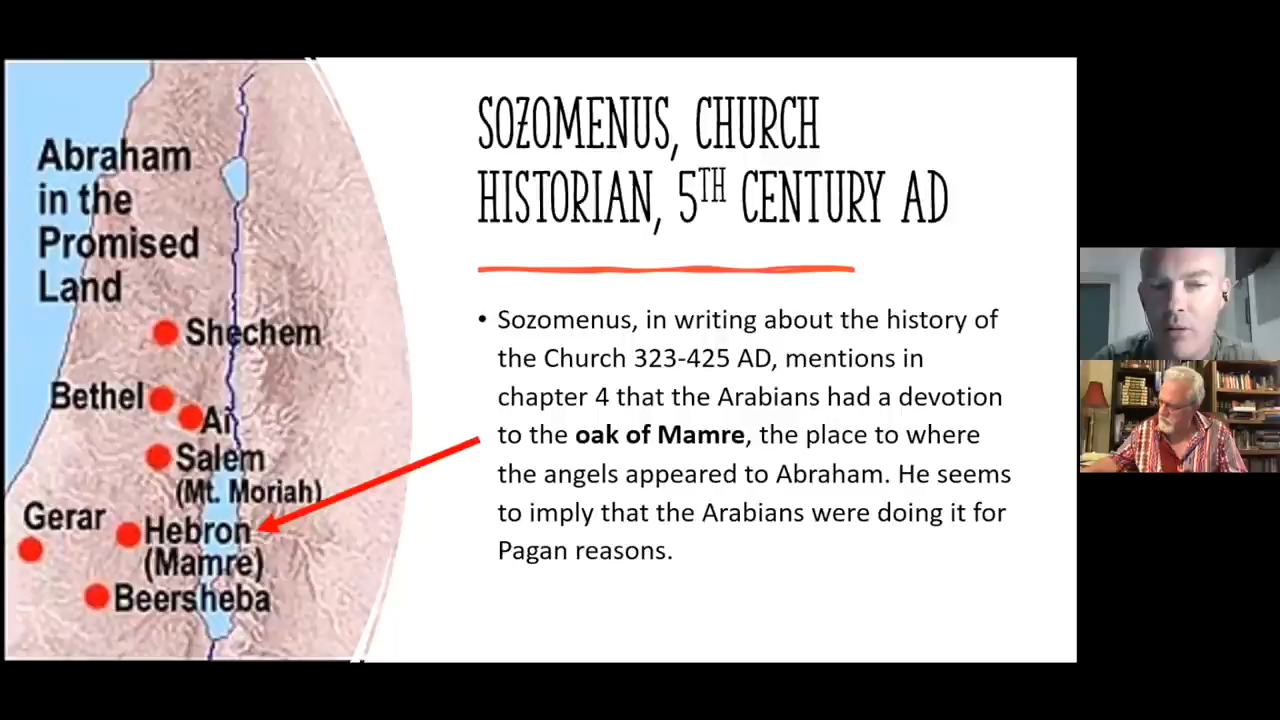 Abraham
in the
Promised
Land
Shechem
Bethel
Ai
Salem
(Mt. Moriah)
Gerar
Hebron
(Mamre)
Beersheba
SOZOMENUS, CHURCH
HISTORIAN, 5TH CENTURY AD
• Sozomenus, in writing about the history of
the Church 323-425 AD, mentions in
chapter 4 that the Arabians had a devotion
to the oak of Mamre, the place to where
the angels appeared to Abraham. He seems
to imply that the Arabians were doing it for
Pagan reasons.